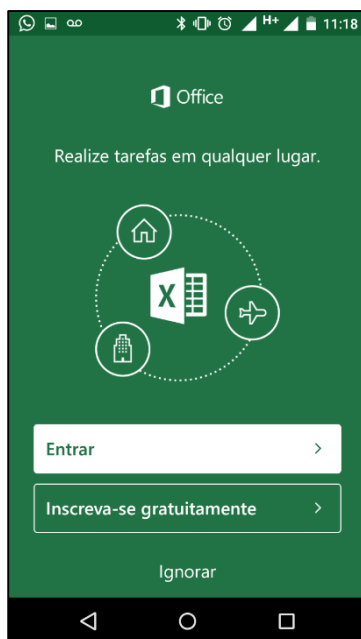 H+ 11:18
Office
Realize tarefas em qualquer lugar.
X
Entrar
Inscreva-se gratuitamente
Ignorar